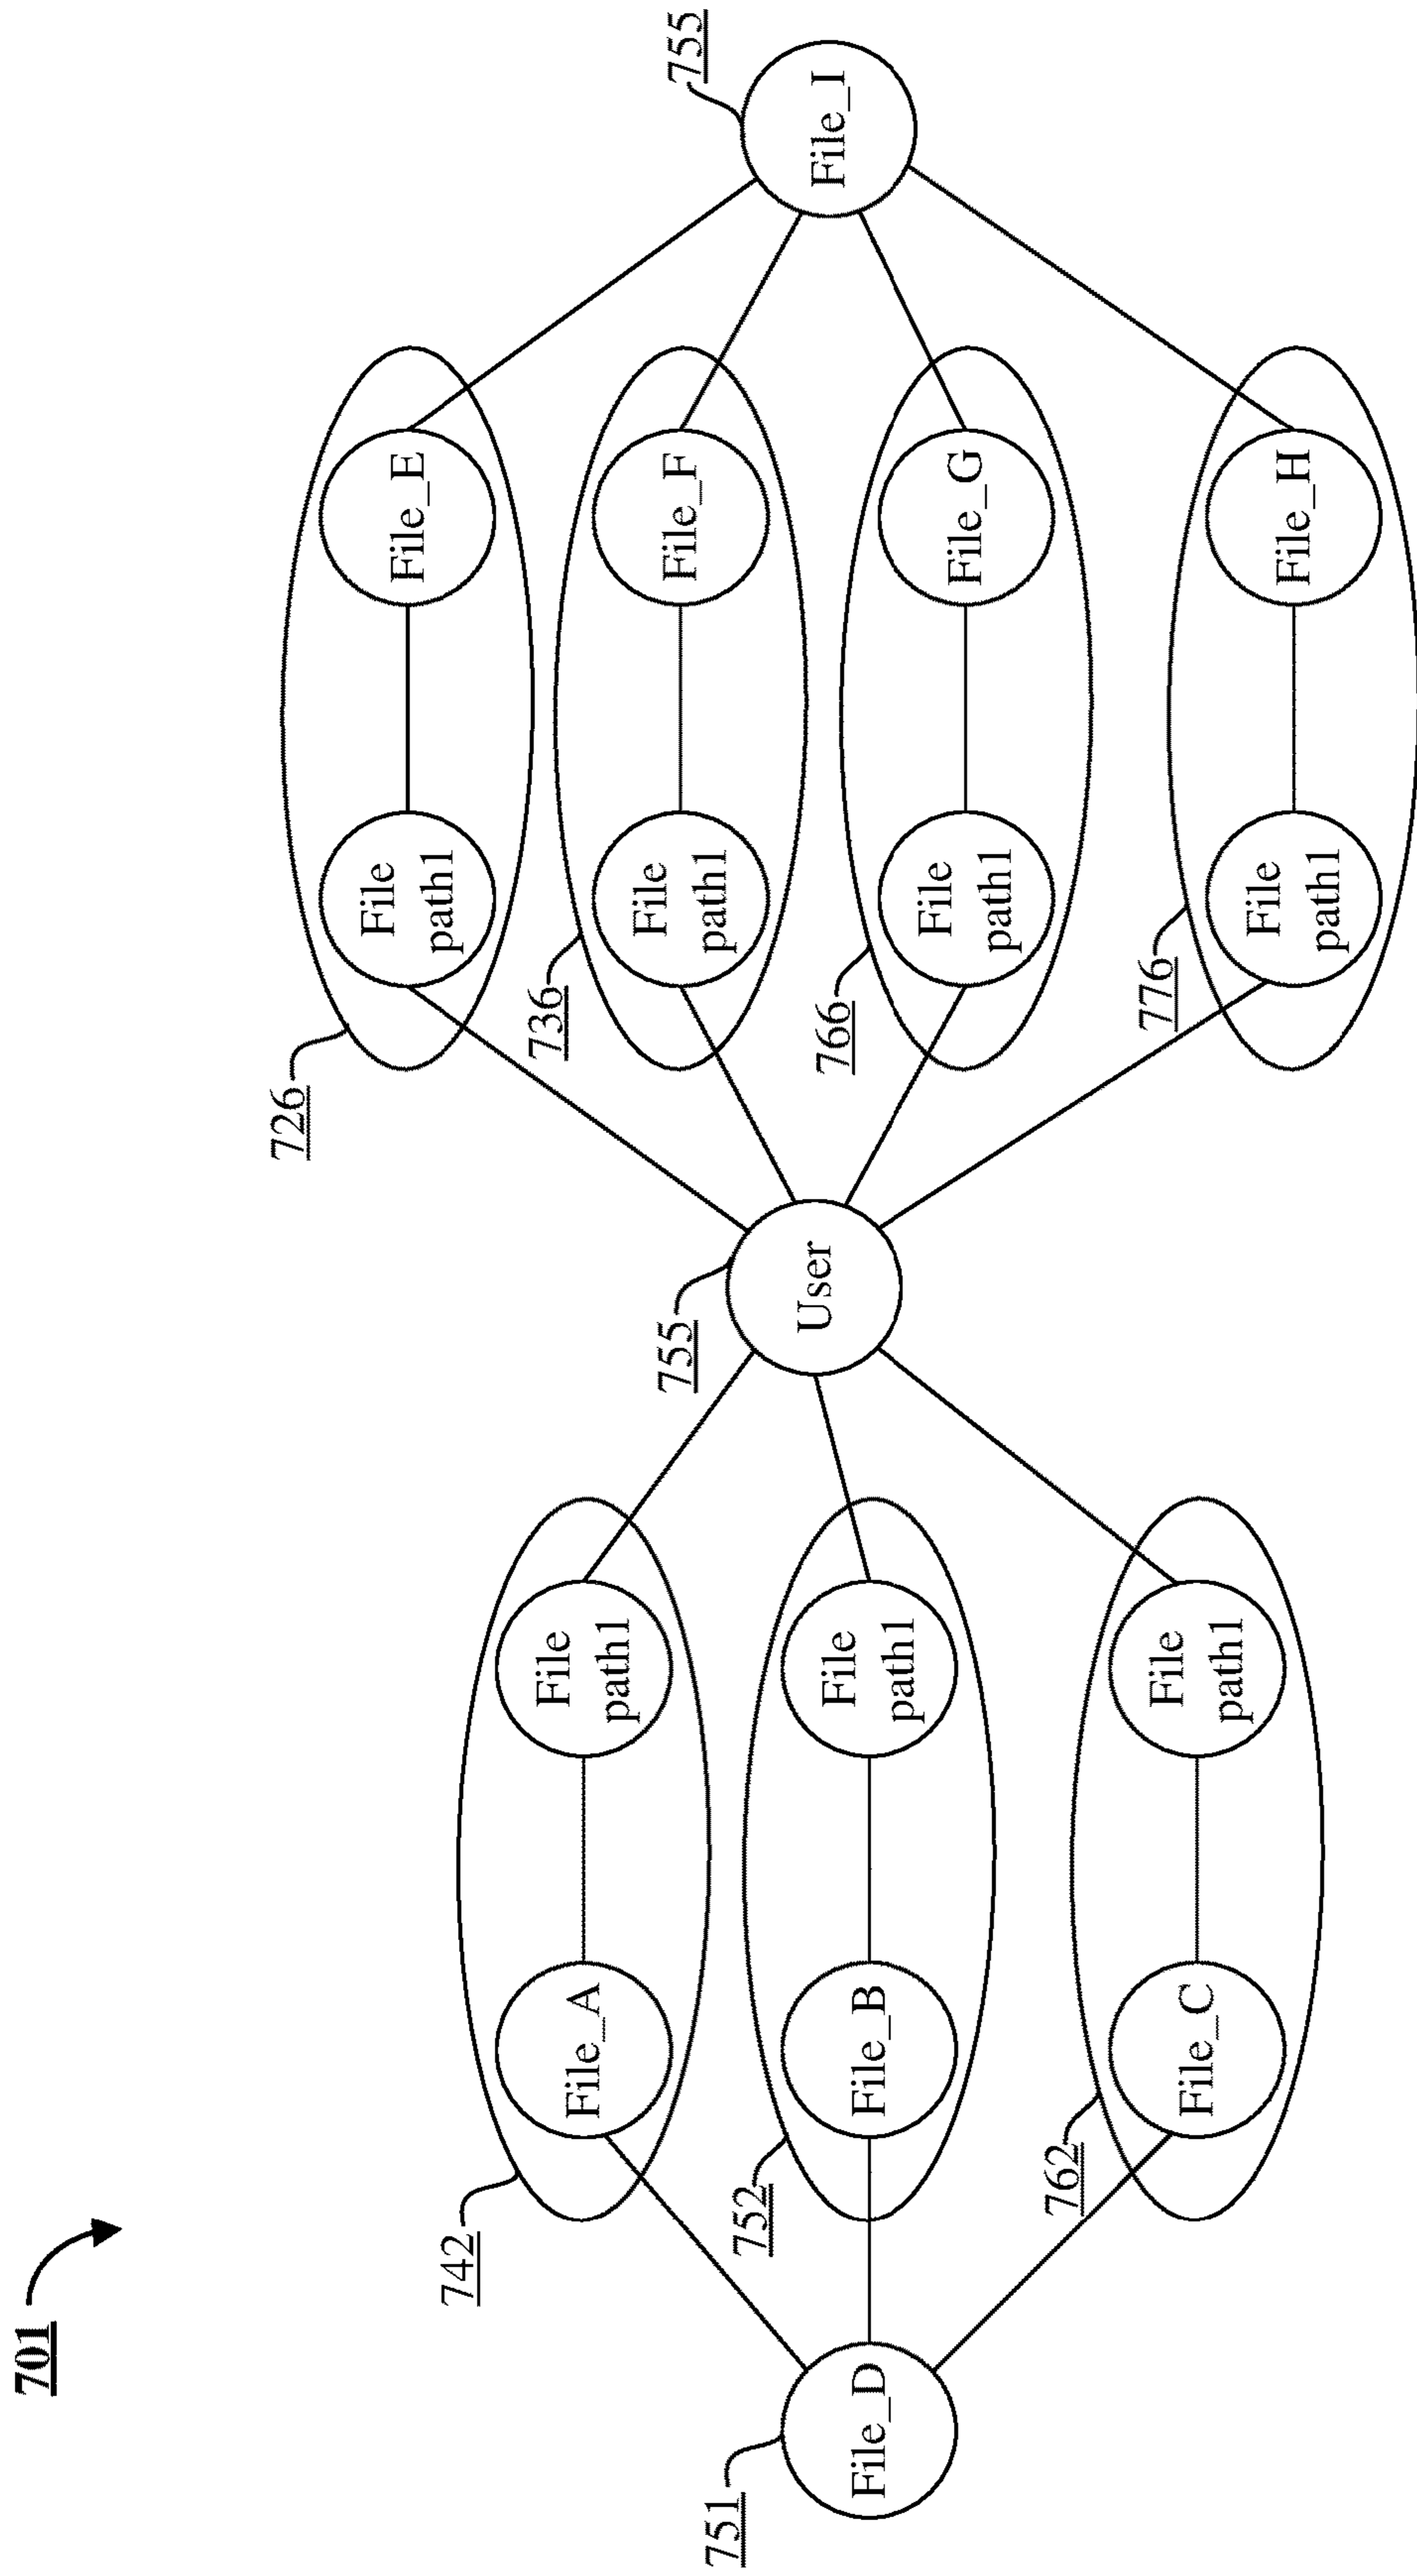 701
742
File_A
File
path1
751
File_D
752
File_B
File
path1
762
File_C
File
path1
755
User
726
File
path1
File_E
736
File
path1
File_F
766
File
path1
File_G
776
File
path1
File_H
755
File_I